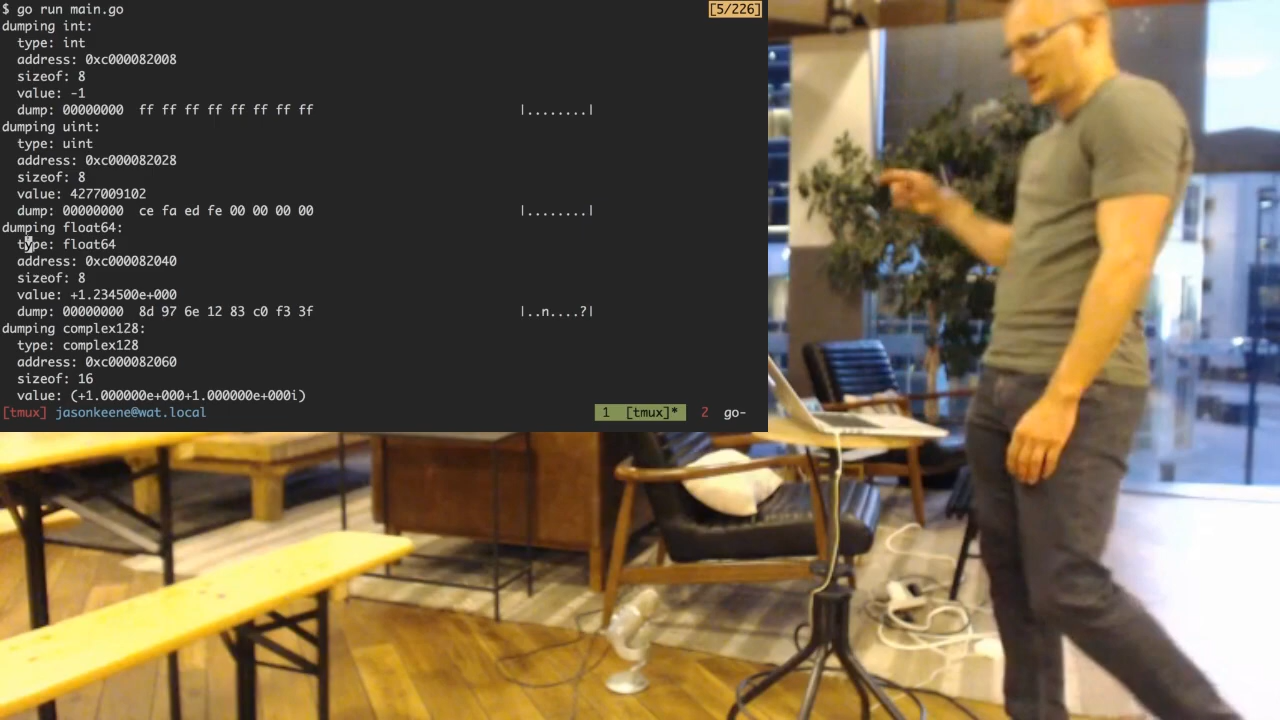 $ go run main.go
[5/226]
dumping int:
type: int
address: 0xc000082008
sizeof: 8
value: -1
dump: 00000000  ff ff ff ff ff ff ff ff |........|
dumping uint:
type: uint
address: 0xc000082028
sizeof: 8
value: 4277009102
dump: 00000000  ce fa ed fe 00 00 00 00 |........|
dumping float64:
type: float64
address: 0xc000082040
sizeof: 8
value: +1.234500e+000
dump: 00000000  8d 97 6e 12 83 c0 f3 3f |..n....?|
dumping complex128:
type: complex128
address: 0xc000082060
sizeof: 16
value: (+1.000000e+000+1.000000e+000i)
[tmux] jasonkeene@wat.local 1 [tmux]* 2 go-